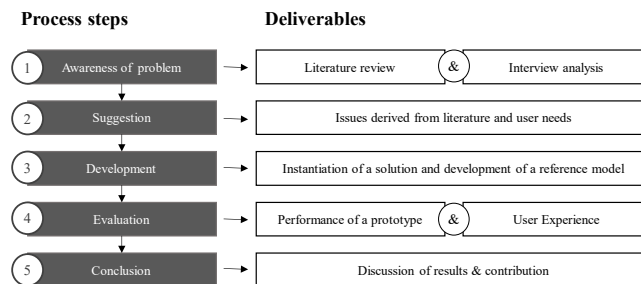 Process steps Deliverables
1 Awareness of problem Literature review & Interview analysis
2 Suggestion Issues derived from literature and user needs
3 Development Instantiation of a solution and development of a reference model
4 Evaluation Performance of a prototype & User Experience
5 Conclusion Discussion of results & contribution